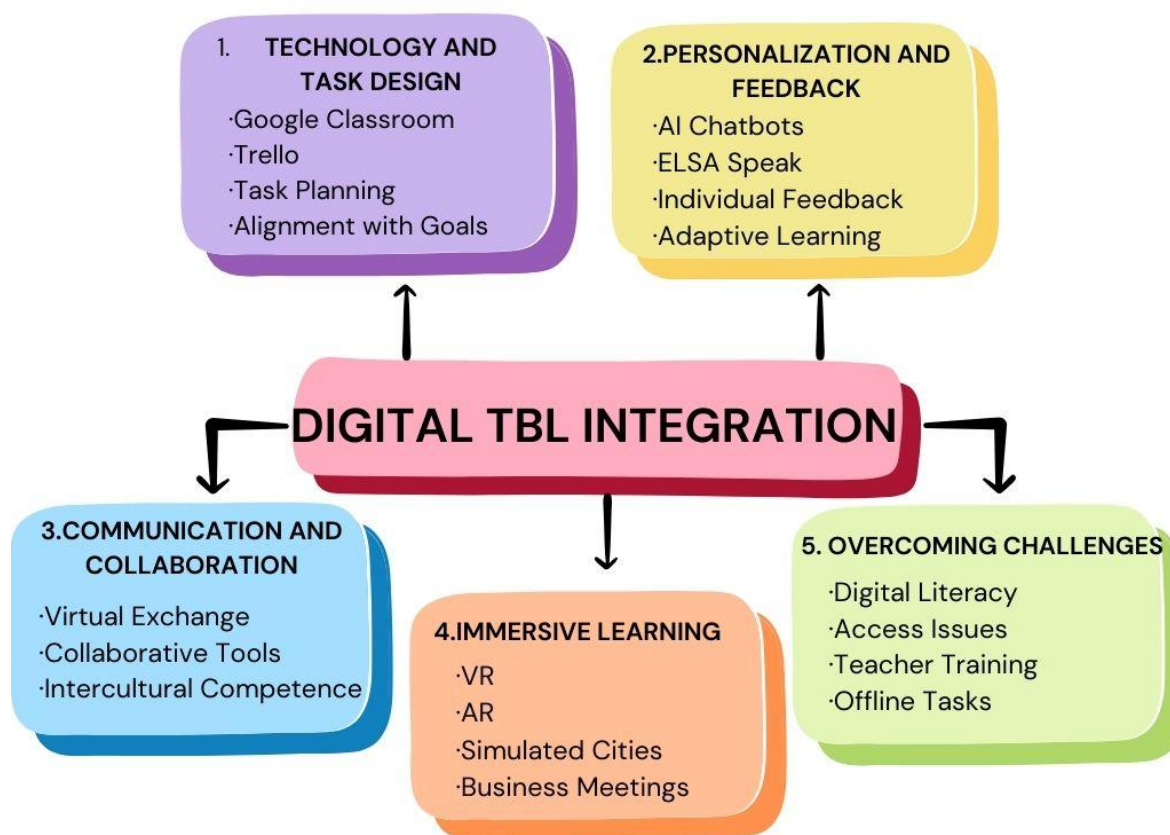 1. TECHNOLOGY AND
TASK DESIGN
·Google Classroom
·Trello
·Task Planning
·Alignment with Goals
2.PERSONALIZATION AND
FEEDBACK
·AI Chatbots
·ELSA Speak
·Individual Feedback
·Adaptive Learning
DIGITAL TBL INTEGRATION
3.COMMUNICATION AND
COLLABORATION
·Virtual Exchange
·Collaborative Tools
·Intercultural Competence
4.IMMERSIVE LEARNING
·VR
·AR
·Simulated Cities
·Business Meetings
5. OVERCOMING CHALLENGES
·Digital Literacy
·Access Issues
·Teacher Training
·Offline Tasks